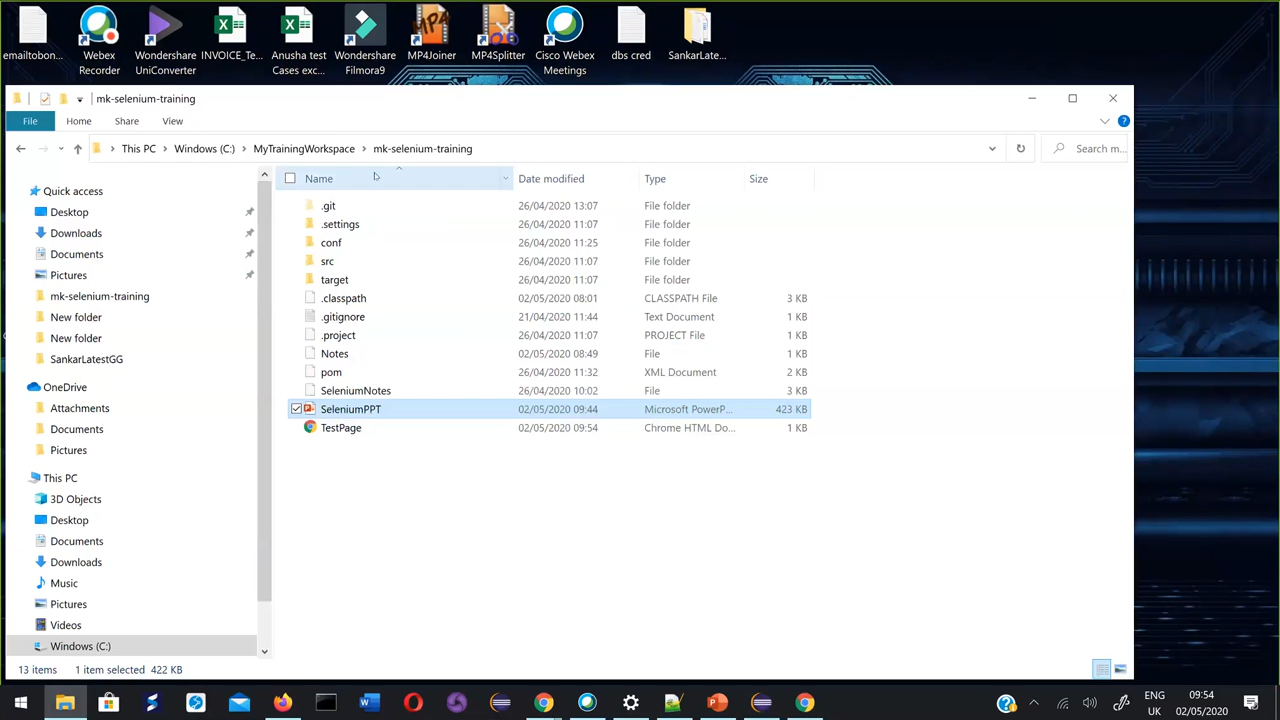 emailtobon...
Webex
Recorder
Wondershare
UniConverter
INVOICE_Te...
Anusha test
Cases exc...
Wondershare
Filmora9
MP4Joiner
MP4Splitter
Cisco Webex
Meetings
dbs cred
SankarLate...
mk-selenium-training
File
Home
Share
View
This PC
Windows (C:)
MyTrainingWorkspace
mk-selenium-training
Search m...
Name
Date modified
Type
Size
Quick access
Desktop
Downloads
Documents
Pictures
mk-selenium-training
New folder
New folder
SankarLatestGG
OneDrive
Attachments
Documents
Pictures
This PC
3D Objects
Desktop
Documents
Downloads
Music
Pictures
Videos
Windows (C:)
.git 26/04/2020 13:07 File folder
.settings 26/04/2020 11:07 File folder
conf 26/04/2020 11:25 File folder
src 26/04/2020 11:07 File folder
target 26/04/2020 11:07 File folder
.classpath 02/05/2020 08:01 CLASSPATH File 3 KB
.gitignore 21/04/2020 11:44 Text Document 1 KB
.project 26/04/2020 11:07 PROJECT File 1 KB
Notes 02/05/2020 08:49 File 1 KB
pom 26/04/2020 11:32 XML Document 1 KB
SeleniumNotes 26/04/2020 10:02 File 3 KB
SeleniumPPT 02/05/2020 09:44 Microsoft PowerP... 423 KB
TestPage 02/05/2020 09:54 Chrome HTML Do... 1 KB
13 items 1 item selected 422 KB
ENG
UK
09:54
02/05/2020